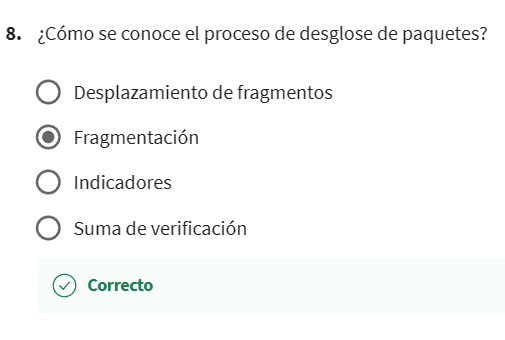 8. ¿Cómo se conoce el proceso de desglose de paquetes?
Desplazamiento de fragmentos
Fragmentación
Indicadores
Suma de verificación
Correcto